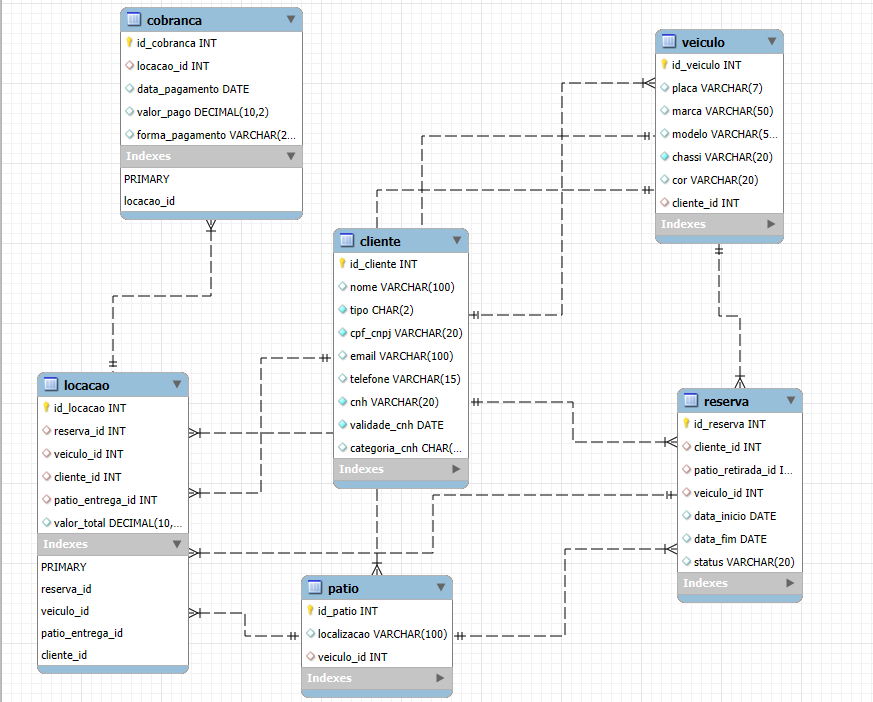 cobranca
id_cobranca INT
locacao_id INT
data_pagamento DATE
valor_pago DECIMAL(10,2)
forma_pagamento VARCHAR(2...
Indexes
PRIMARY
locacao_id
veiculo
id_veiculo INT
placa VARCHAR(7)
marca VARCHAR(50)
modelo VARCHAR(5...
chassi VARCHAR(20)
cor VARCHAR(20)
cliente_id INT
Indexes
cliente
id_cliente INT
nome VARCHAR(100)
tipo CHAR(2)
cpf_cnpj VARCHAR(20)
email VARCHAR(100)
telefone VARCHAR(15)
cnh VARCHAR(20)
validade_cnh DATE
categoria_cnh CHAR(...
Indexes
locacao
id_locacao INT
reserva_id INT
veiculo_id INT
cliente_id INT
patio_entrega_id INT
valor_total DECIMAL(10,...
Indexes
PRIMARY
reserva_id
veiculo_id
patio_entrega_id
cliente_id
reserva
id_reserva INT
cliente_id INT
patio_retirada_id I...
veiculo_id INT
data_inicio DATE
data_fim DATE
status VARCHAR(20)
Indexes
patio
id_patio INT
localizacao VARCHAR(100)
veiculo_id INT
Indexes